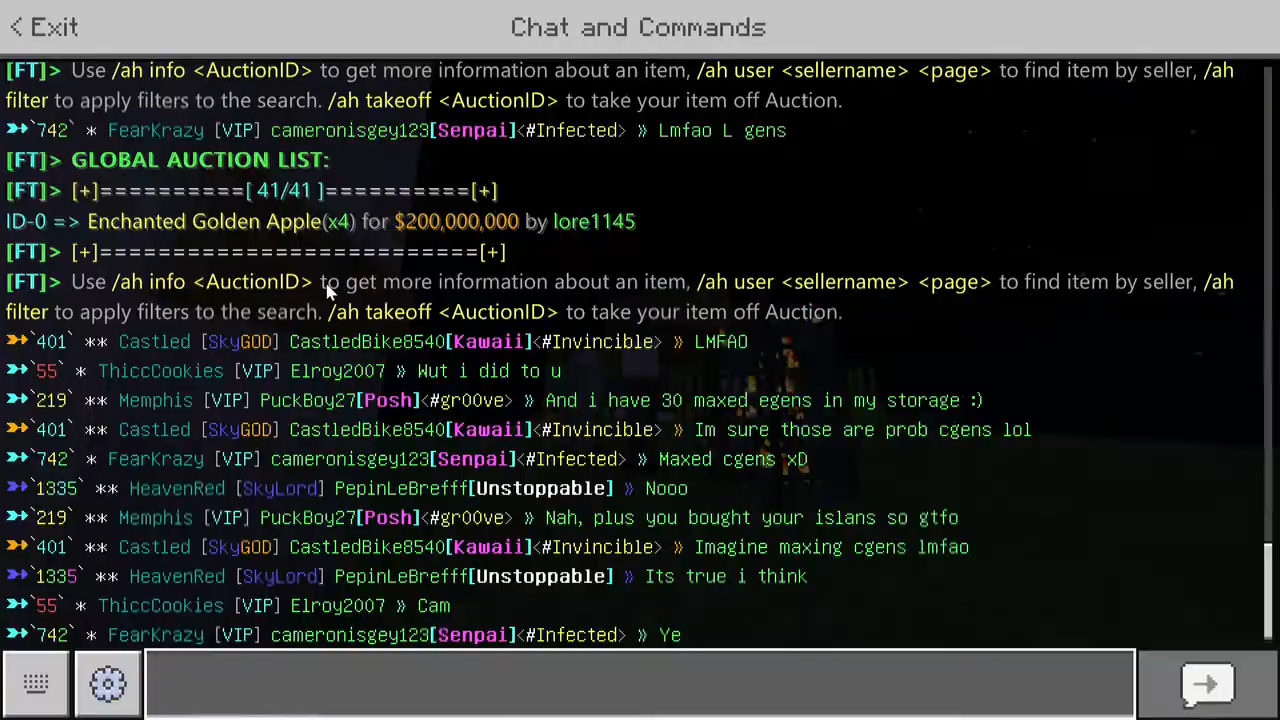 < Exit
Chat and Commands
[FT]> Use /ah info <AuctionID> to get more information about an item, /ah user <sellername> <page> to find item by seller, /ah
filter to apply filters to the search. /ah takeoff <AuctionID> to take your item off Auction.
➳`742` * FearKrazy [VIP] cameronisgey123[Senpai]<#Infected> » Lmfao L gens
[FT]> GLOBAL AUCTION LIST:
[FT]> [+]==========[ 41/41 ]==========[+]
ID-0 => Enchanted Golden Apple(x4) for $200,000,000 by lore1145
[FT]> [+]==========================[+]
[FT]> Use /ah info <AuctionID> to get more information about an item, /ah user <sellername> <page> to find item by seller, /ah
filter to apply filters to the search. /ah takeoff <AuctionID> to take your item off Auction.
➳`401` ** Castled [SkyGOD] CastledBike8540[Kawaii]<#Invincible> » LMFAO
➳`55` * ThiccCookies [VIP] Elroy2007 » Wut i did to u
➳`219` ** Memphis [VIP] PuckBoy27[Posh]<#gr00ve> » And i have 30 maxed egens in my storage :)
➳`401` ** Castled [SkyGOD] CastledBike8540[Kawaii]<#Invincible> » Im sure those are prob cgens lol
➳`742` * FearKrazy [VIP] cameronisgey123[Senpai]<#Infected> » Maxed cgens xD
➳`1335` ** HeavenRed [SkyLord] PepinLeBrefff[Unstoppable] » Nooo
➳`219` ** Memphis [VIP] PuckBoy27[Posh]<#gr00ve> » Nah, plus you bought your islans so gtfo
➳`401` ** Castled [SkyGOD] CastledBike8540[Kawaii]<#Invincible> » Imagine maxing cgens lmfao
➳`1335` ** HeavenRed [SkyLord] PepinLeBrefff[Unstoppable] » Its true i think
➳`55` * ThiccCookies [VIP] Elroy2007 » Cam
➳`742` * FearKrazy [VIP] cameronisgey123[Senpai]<#Infected> » Ye